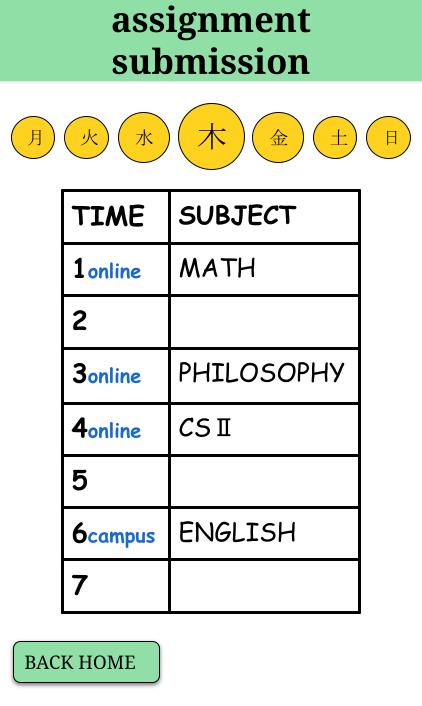 assignment
submission
月 火 水 木 金 土 日
TIME SUBJECT
1online MATH
2
3online PHILOSOPHY
4online CSⅡ
5
6campus ENGLISH
7
BACK HOME